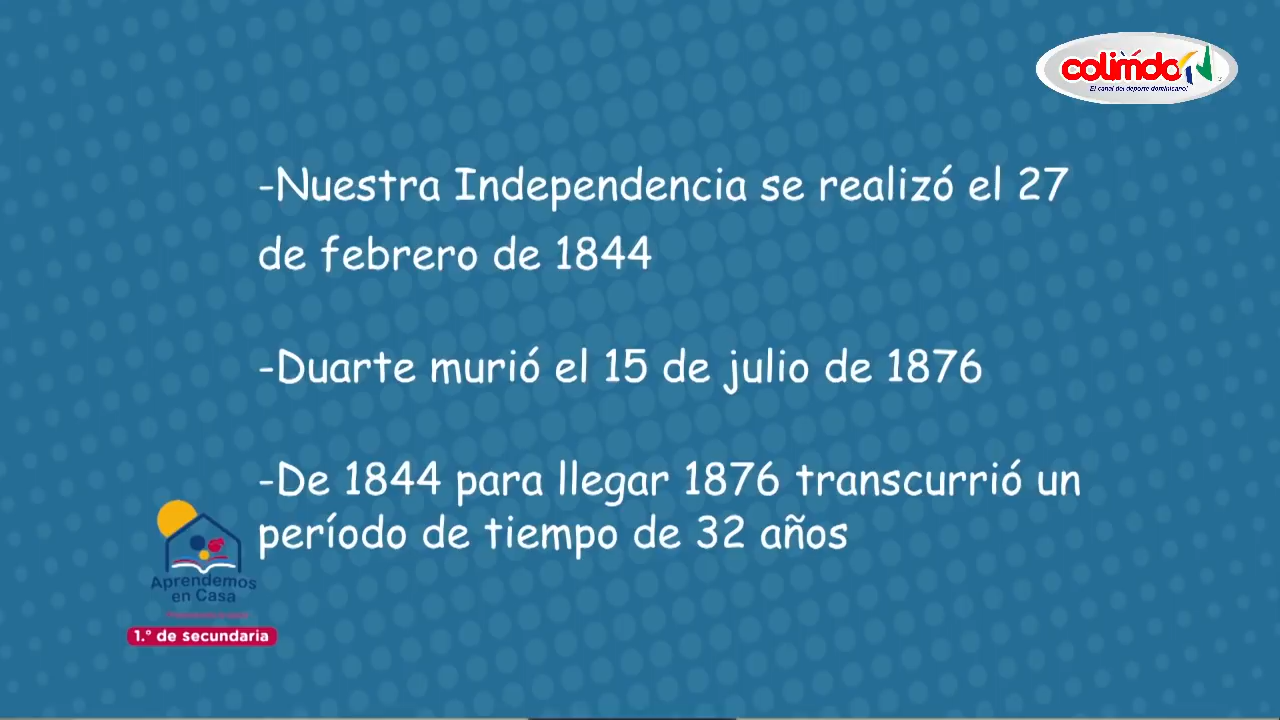 colimdo
El canal del deporte dominicano!
-Nuestra Independencia se realizó el 27
de febrero de 1844
-Duarte murió el 15 de julio de 1876
-De 1844 para llegar 1876 transcurrió un
período de tiempo de 32 años
Aprendemos
en Casa
1.° de secundaria